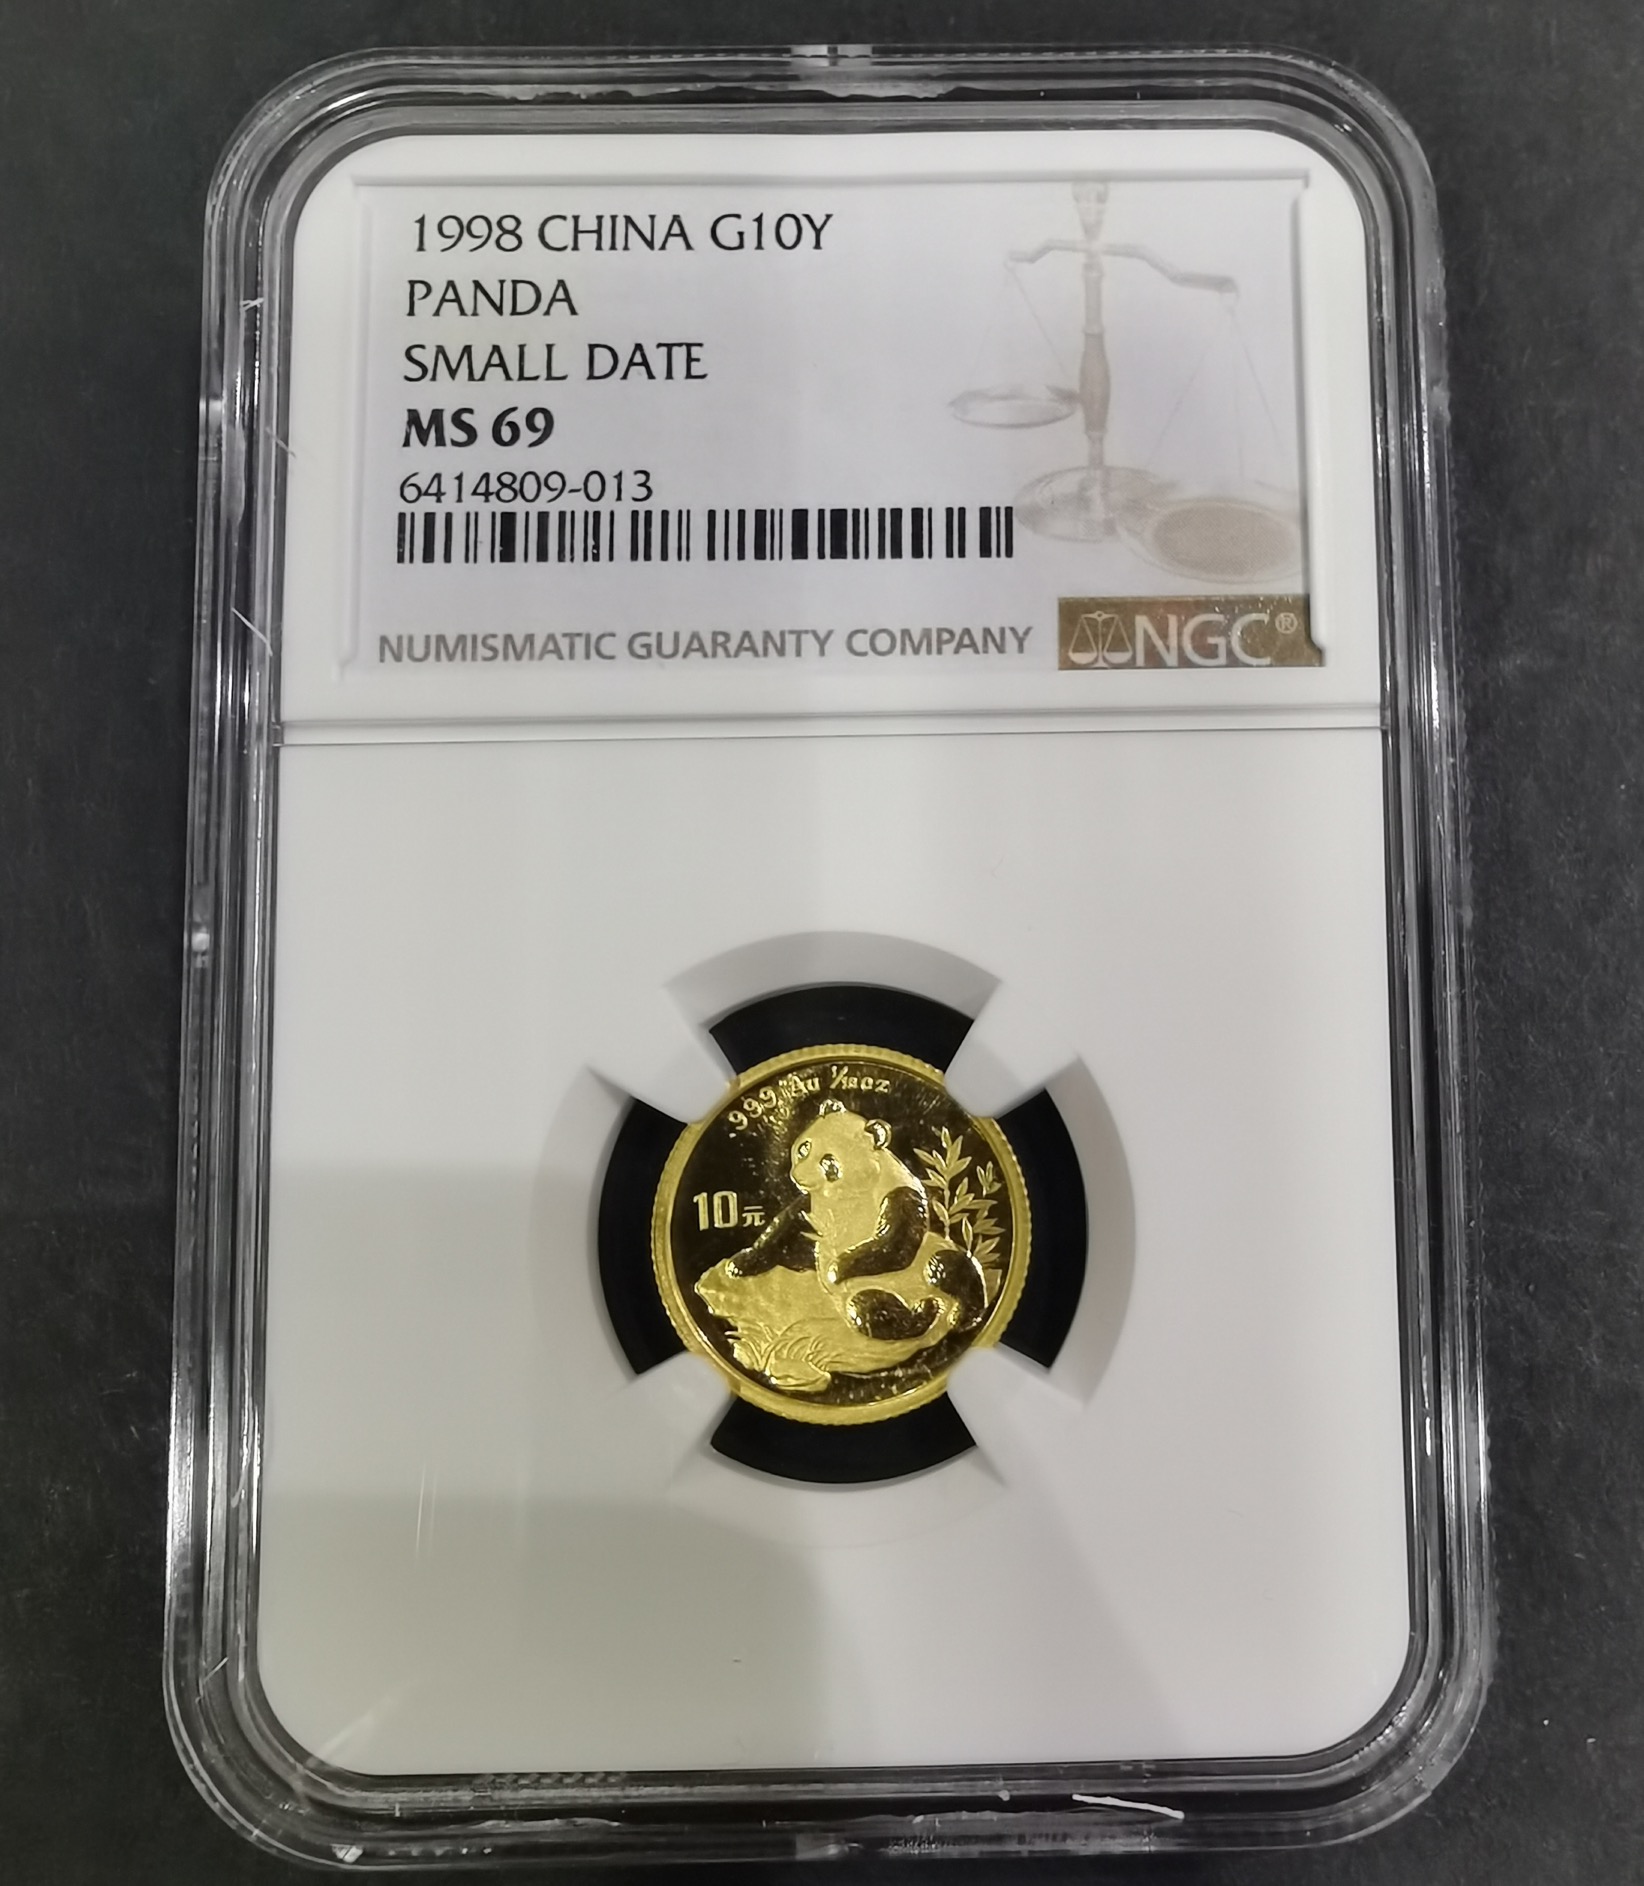 1998 CHINA G10Y
PANDA
SMALL DATE
MS 69
6414809-013
NUMISMATIC GUARANTY COMPANY
NGC®
.999 Au 1/10 oz
10元